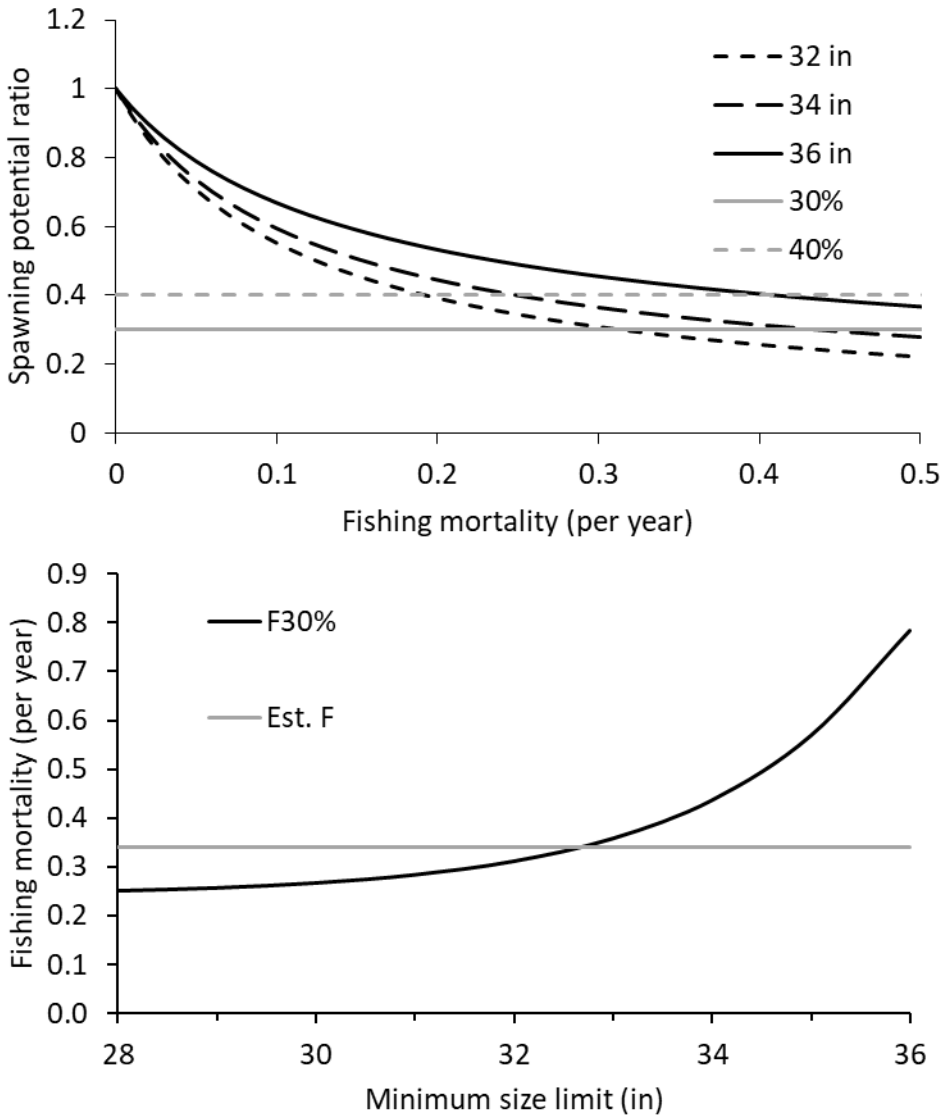 1.2
1
0.8
0.6
0.4
0.2
0
Spawning potential ratio
32 in
34 in
36 in
30%
40%
0 0.1 0.2 0.3 0.4 0.5
Fishing mortality (per year)
0.9
0.8
0.7
0.6
0.5
0.4
0.3
0.2
0.1
0.0
Fishing mortality (per year)
F30%
Est. F
28 30 32 34 36
Minimum size limit (in)